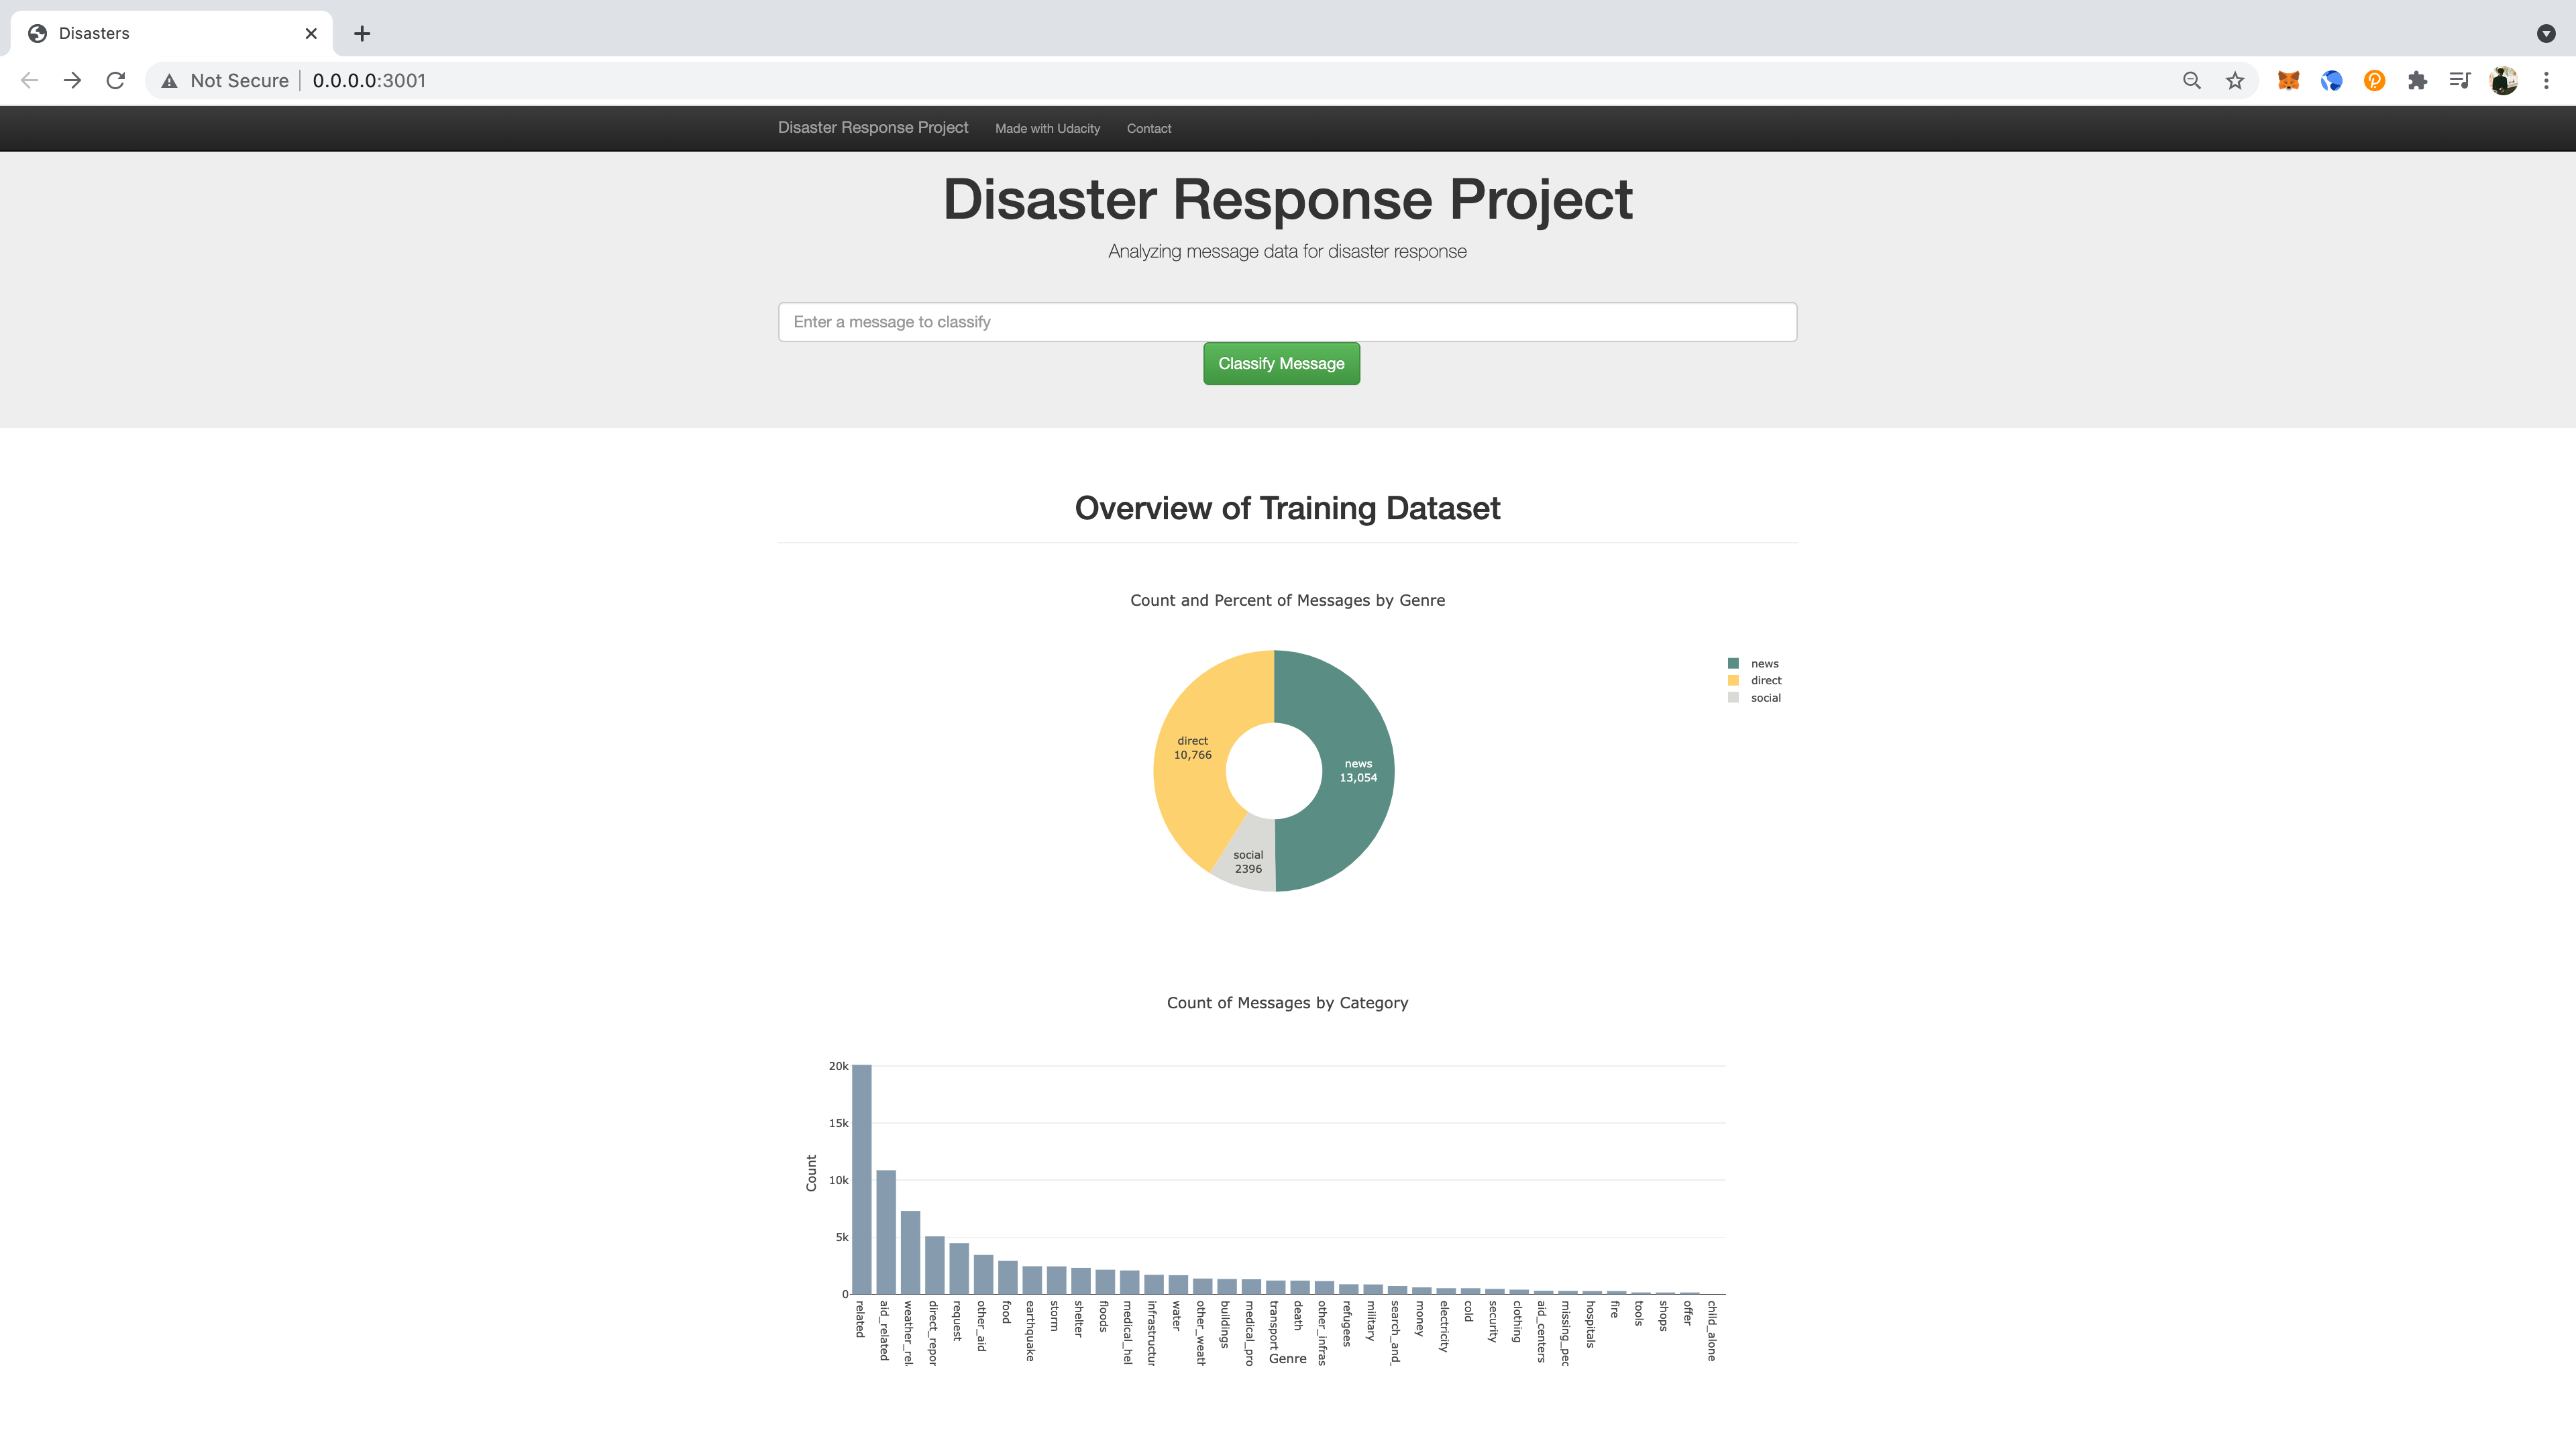 Disasters
Not Secure 0.0.0.0:3001
Disaster Response Project Made with Udacity Contact
Disaster Response Project
Analyzing message data for disaster response
Enter a message to classify
Classify Message
Overview of Training Dataset
Count and Percent of Messages by Genre
news
direct
social
direct
10,766
news
13,054
social
2396
Count of Messages by Category
20k
15k
10k
5k
0
Count
related
aid_related
weather_rel
direct_repor
request
other_aid
food
earthquake
storm
shelter
floods
medical_hel
infrastructur
water
other_weath
buildings
medical_pro
transport
death
other_infras
refugees
military
search_and_
money
electricity
cold
security
clothing
aid_centers
missing_peo
hospitals
fire
tools
shops
offer
child_alone
Genre